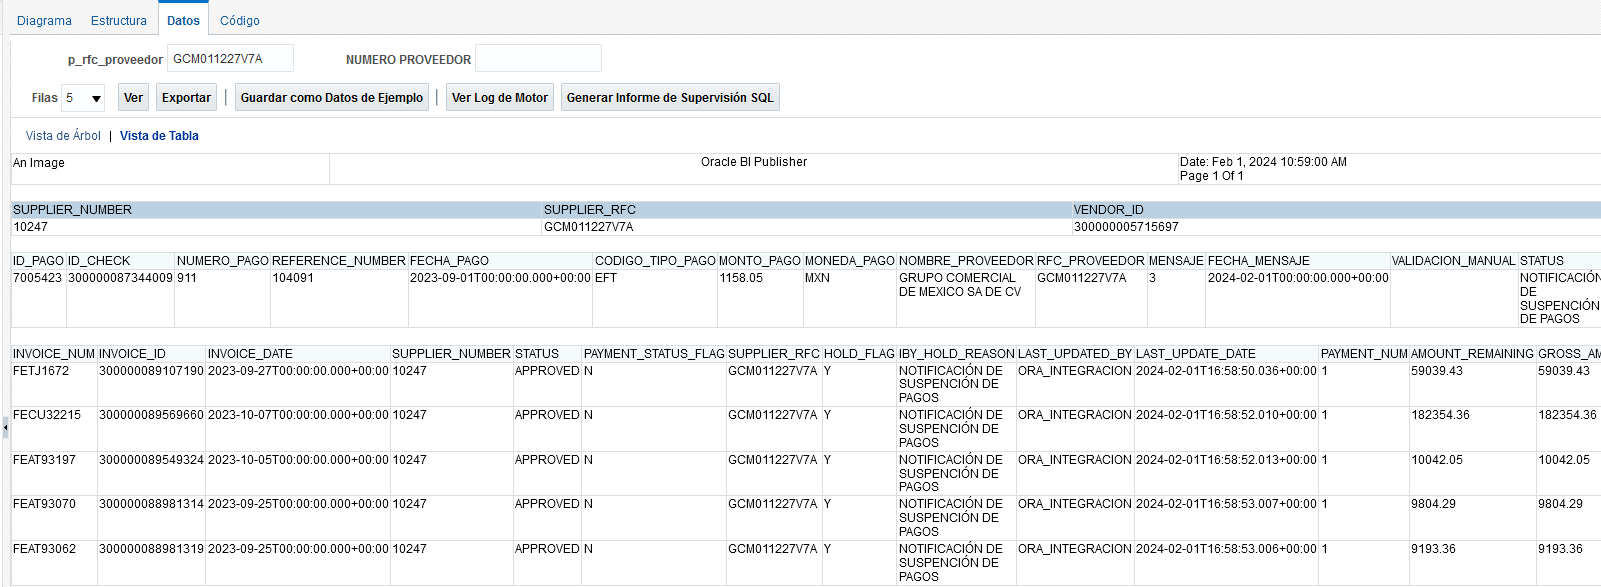 Diagrama Estructura Datos Código
p_rfc_proveedor GCM011227V7A NUMERO PROVEEDOR
Filas 5 Ver Exportar | Guardar como Datos de Ejemplo | Ver Log de Motor Generar Informe de Supervisión SQL
Vista de Árbol | Vista de Tabla
An Image Oracle BI Publisher Date: Feb 1, 2024 10:59:00 AM
Page 1 Of 1
SUPPLIER_NUMBER SUPPLIER_RFC VENDOR_ID
10247 GCM011227V7A 300000005715697
ID_PAGO ID_CHECK NUMERO_PAGO REFERENCE_NUMBER FECHA_PAGO CODIGO_TIPO_PAGO MONTO_PAGO MONEDA_PAGO NOMBRE_PROVEEDOR RFC_PROVEEDOR MENSAJE FECHA_MENSAJE VALIDACION_MANUAL STATUS
7005423 300000087344009 911 104091 2023-09-01T00:00:00.000+00:00 EFT 1158.05 MXN GRUPO COMERCIAL GCM011227V7A 3 2024-02-01T00:00:00.000+00:00 NOTIFICACIÓN
DE MEXICO SA DE CV DE
SUSPENCIÓN
DE PAGOS
INVOICE_NUM INVOICE_ID INVOICE_DATE SUPPLIER_NUMBER STATUS PAYMENT_STATUS_FLAG SUPPLIER_RFC HOLD_FLAG IBY_HOLD_REASON LAST_UPDATED_BY LAST_UPDATE_DATE PAYMENT_NUM AMOUNT_REMAINING GROSS_AM
FETJ1672 300000089107190 2023-09-27T00:00:00.000+00:00 10247 APPROVED N GCM011227V7A Y NOTIFICACIÓN DE ORA_INTEGRACION 2024-02-01T16:58:50.036+00:00 1 59039.43 59039.43
SUSPENCIÓN DE
PAGOS
FECU32215 300000089569660 2023-10-07T00:00:00.000+00:00 10247 APPROVED N GCM011227V7A Y NOTIFICACIÓN DE ORA_INTEGRACION 2024-02-01T16:58:52.010+00:00 1 182354.36 182354.36
SUSPENCIÓN DE
PAGOS
FEAT93197 300000089549324 2023-10-05T00:00:00.000+00:00 10247 APPROVED N GCM011227V7A Y NOTIFICACIÓN DE ORA_INTEGRACION 2024-02-01T16:58:52.013+00:00 1 10042.05 10042.05
SUSPENCIÓN DE
PAGOS
FEAT93070 300000088981314 2023-09-25T00:00:00.000+00:00 10247 APPROVED N GCM011227V7A Y NOTIFICACIÓN DE ORA_INTEGRACION 2024-02-01T16:58:53.007+00:00 1 9804.29 9804.29
SUSPENCIÓN DE
PAGOS
FEAT93062 300000088981319 2023-09-25T00:00:00.000+00:00 10247 APPROVED N GCM011227V7A Y NOTIFICACIÓN DE ORA_INTEGRACION 2024-02-01T16:58:53.006+00:00 1 9193.36 9193.36
SUSPENCIÓN DE
PAGOS